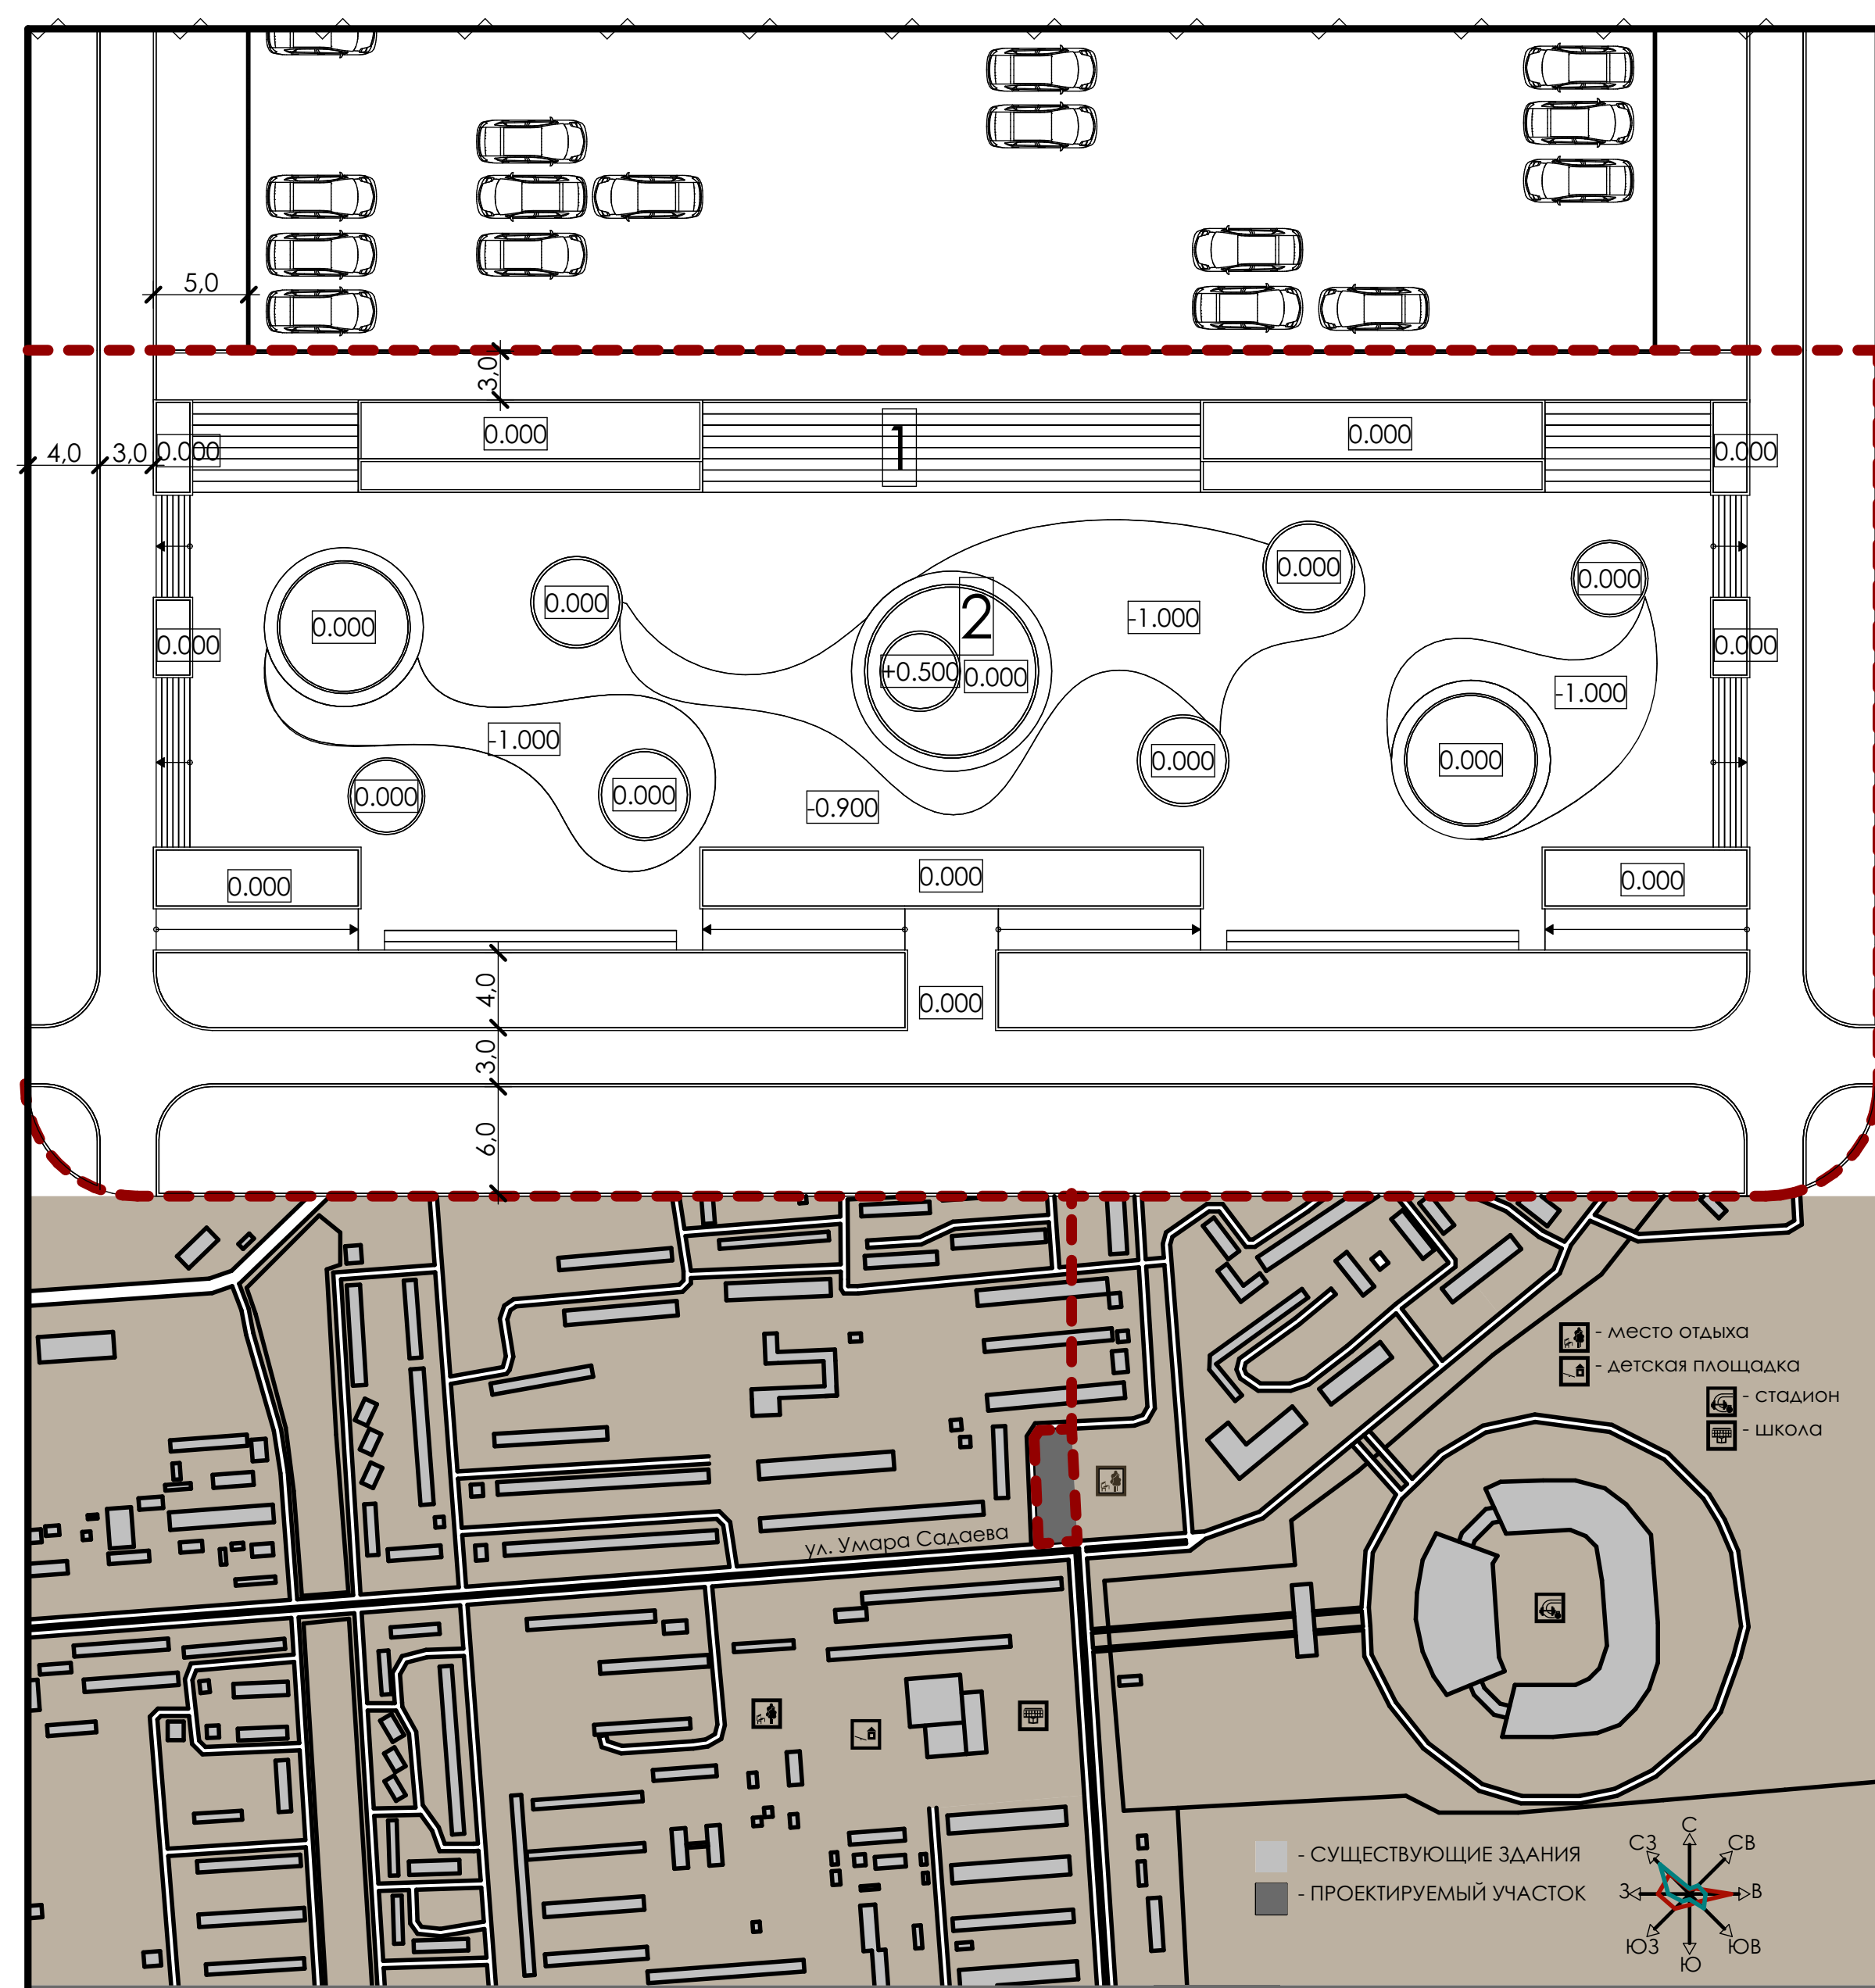 5,0
3,0
0.000
1
0.000
4,0
3,0
0.000
0.000
0.000
0.000
0.000
2
0.000
-1.000
0.000
0.000
0.000
+0.500
0.000
-1.000
-1.000
0.000
0.000
0.000
0.000
-0.900
0.000
0.000
0.000
4,0
0.000
3,0
6,0
- место отдыха
- детская площадка
- стадион
- школа
ул. Умара Садаева
- СУЩЕСТВУЮЩИЕ ЗДАНИЯ
- ПРОЕКТИРУЕМЫЙ УЧАСТОК
С
СЗ
СВ
З
В
ЮЗ
ЮВ
Ю